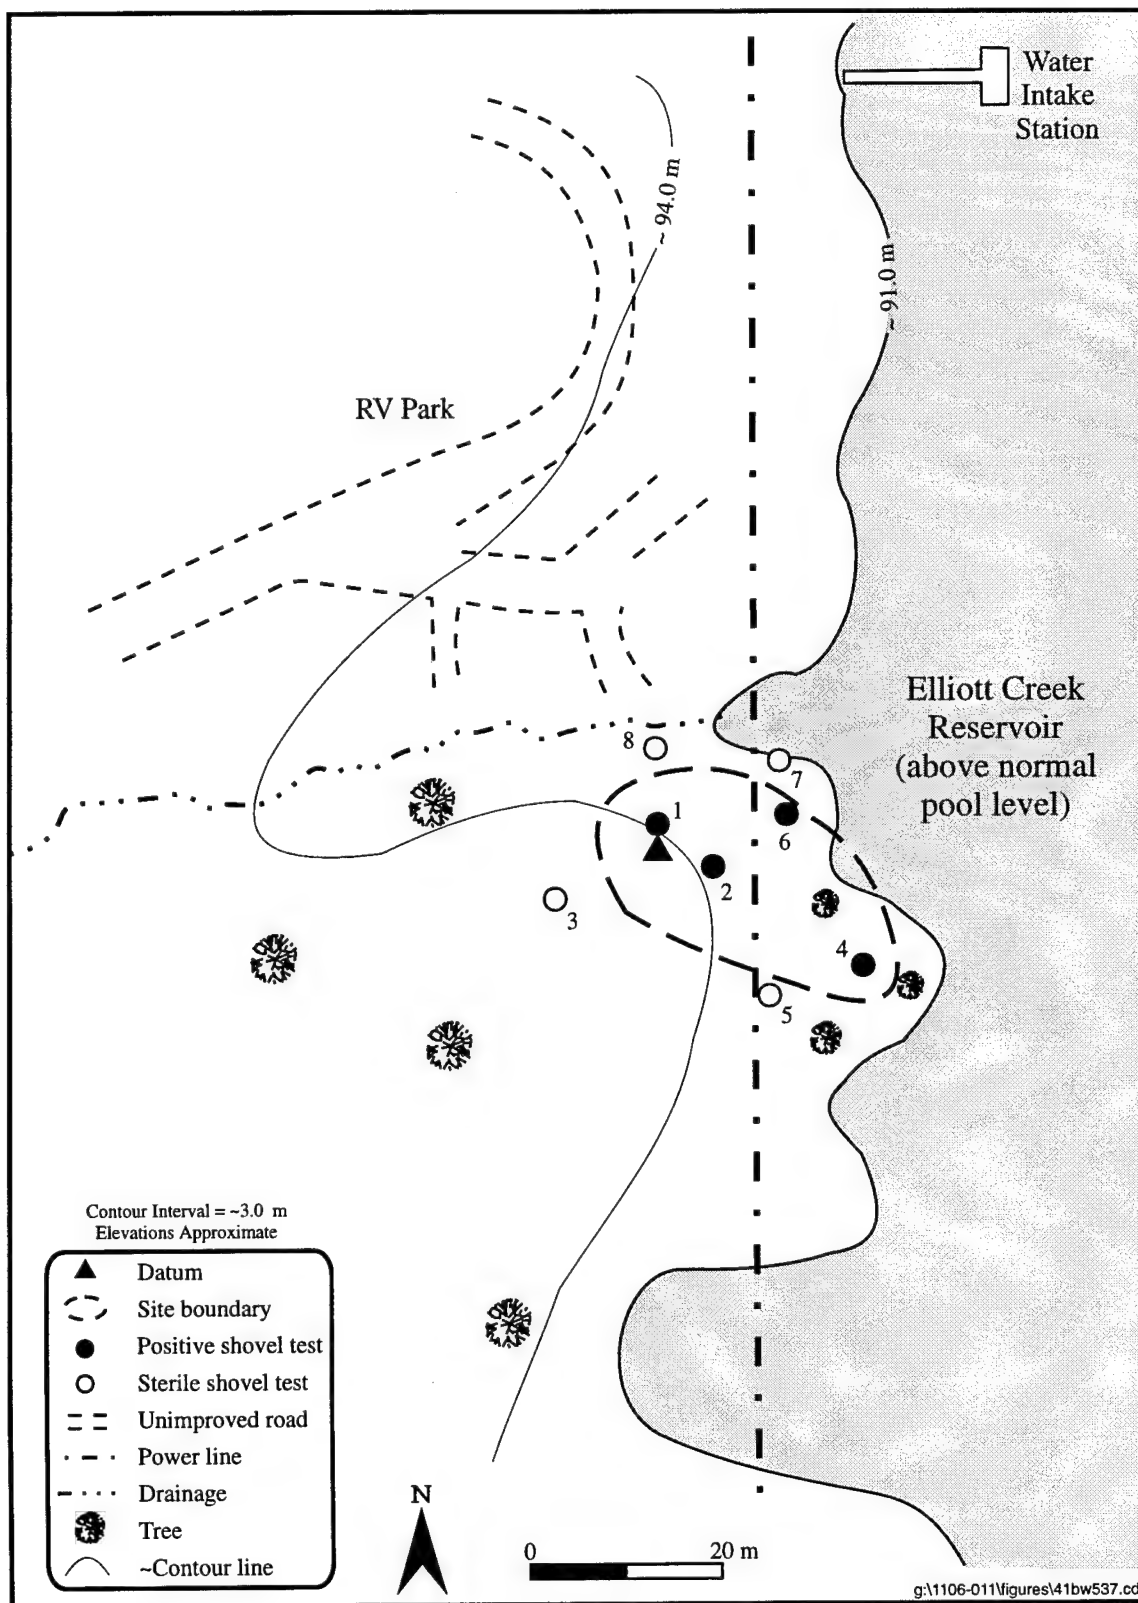 Water
Intake
Station
~ 94.0 m
~ 91.0 m
RV Park
Elliott Creek
Reservoir
(above normal
pool level)
8
7
1
6
2
3
4
5
Contour Interval = ~3.0 m
Elevations Approximate
Datum
Site boundary
Positive shovel test
Sterile shovel test
Unimproved road
Power line
Drainage
Tree
~Contour line
N
0 20 m
g:\1106-011\figures\41bw537.cd